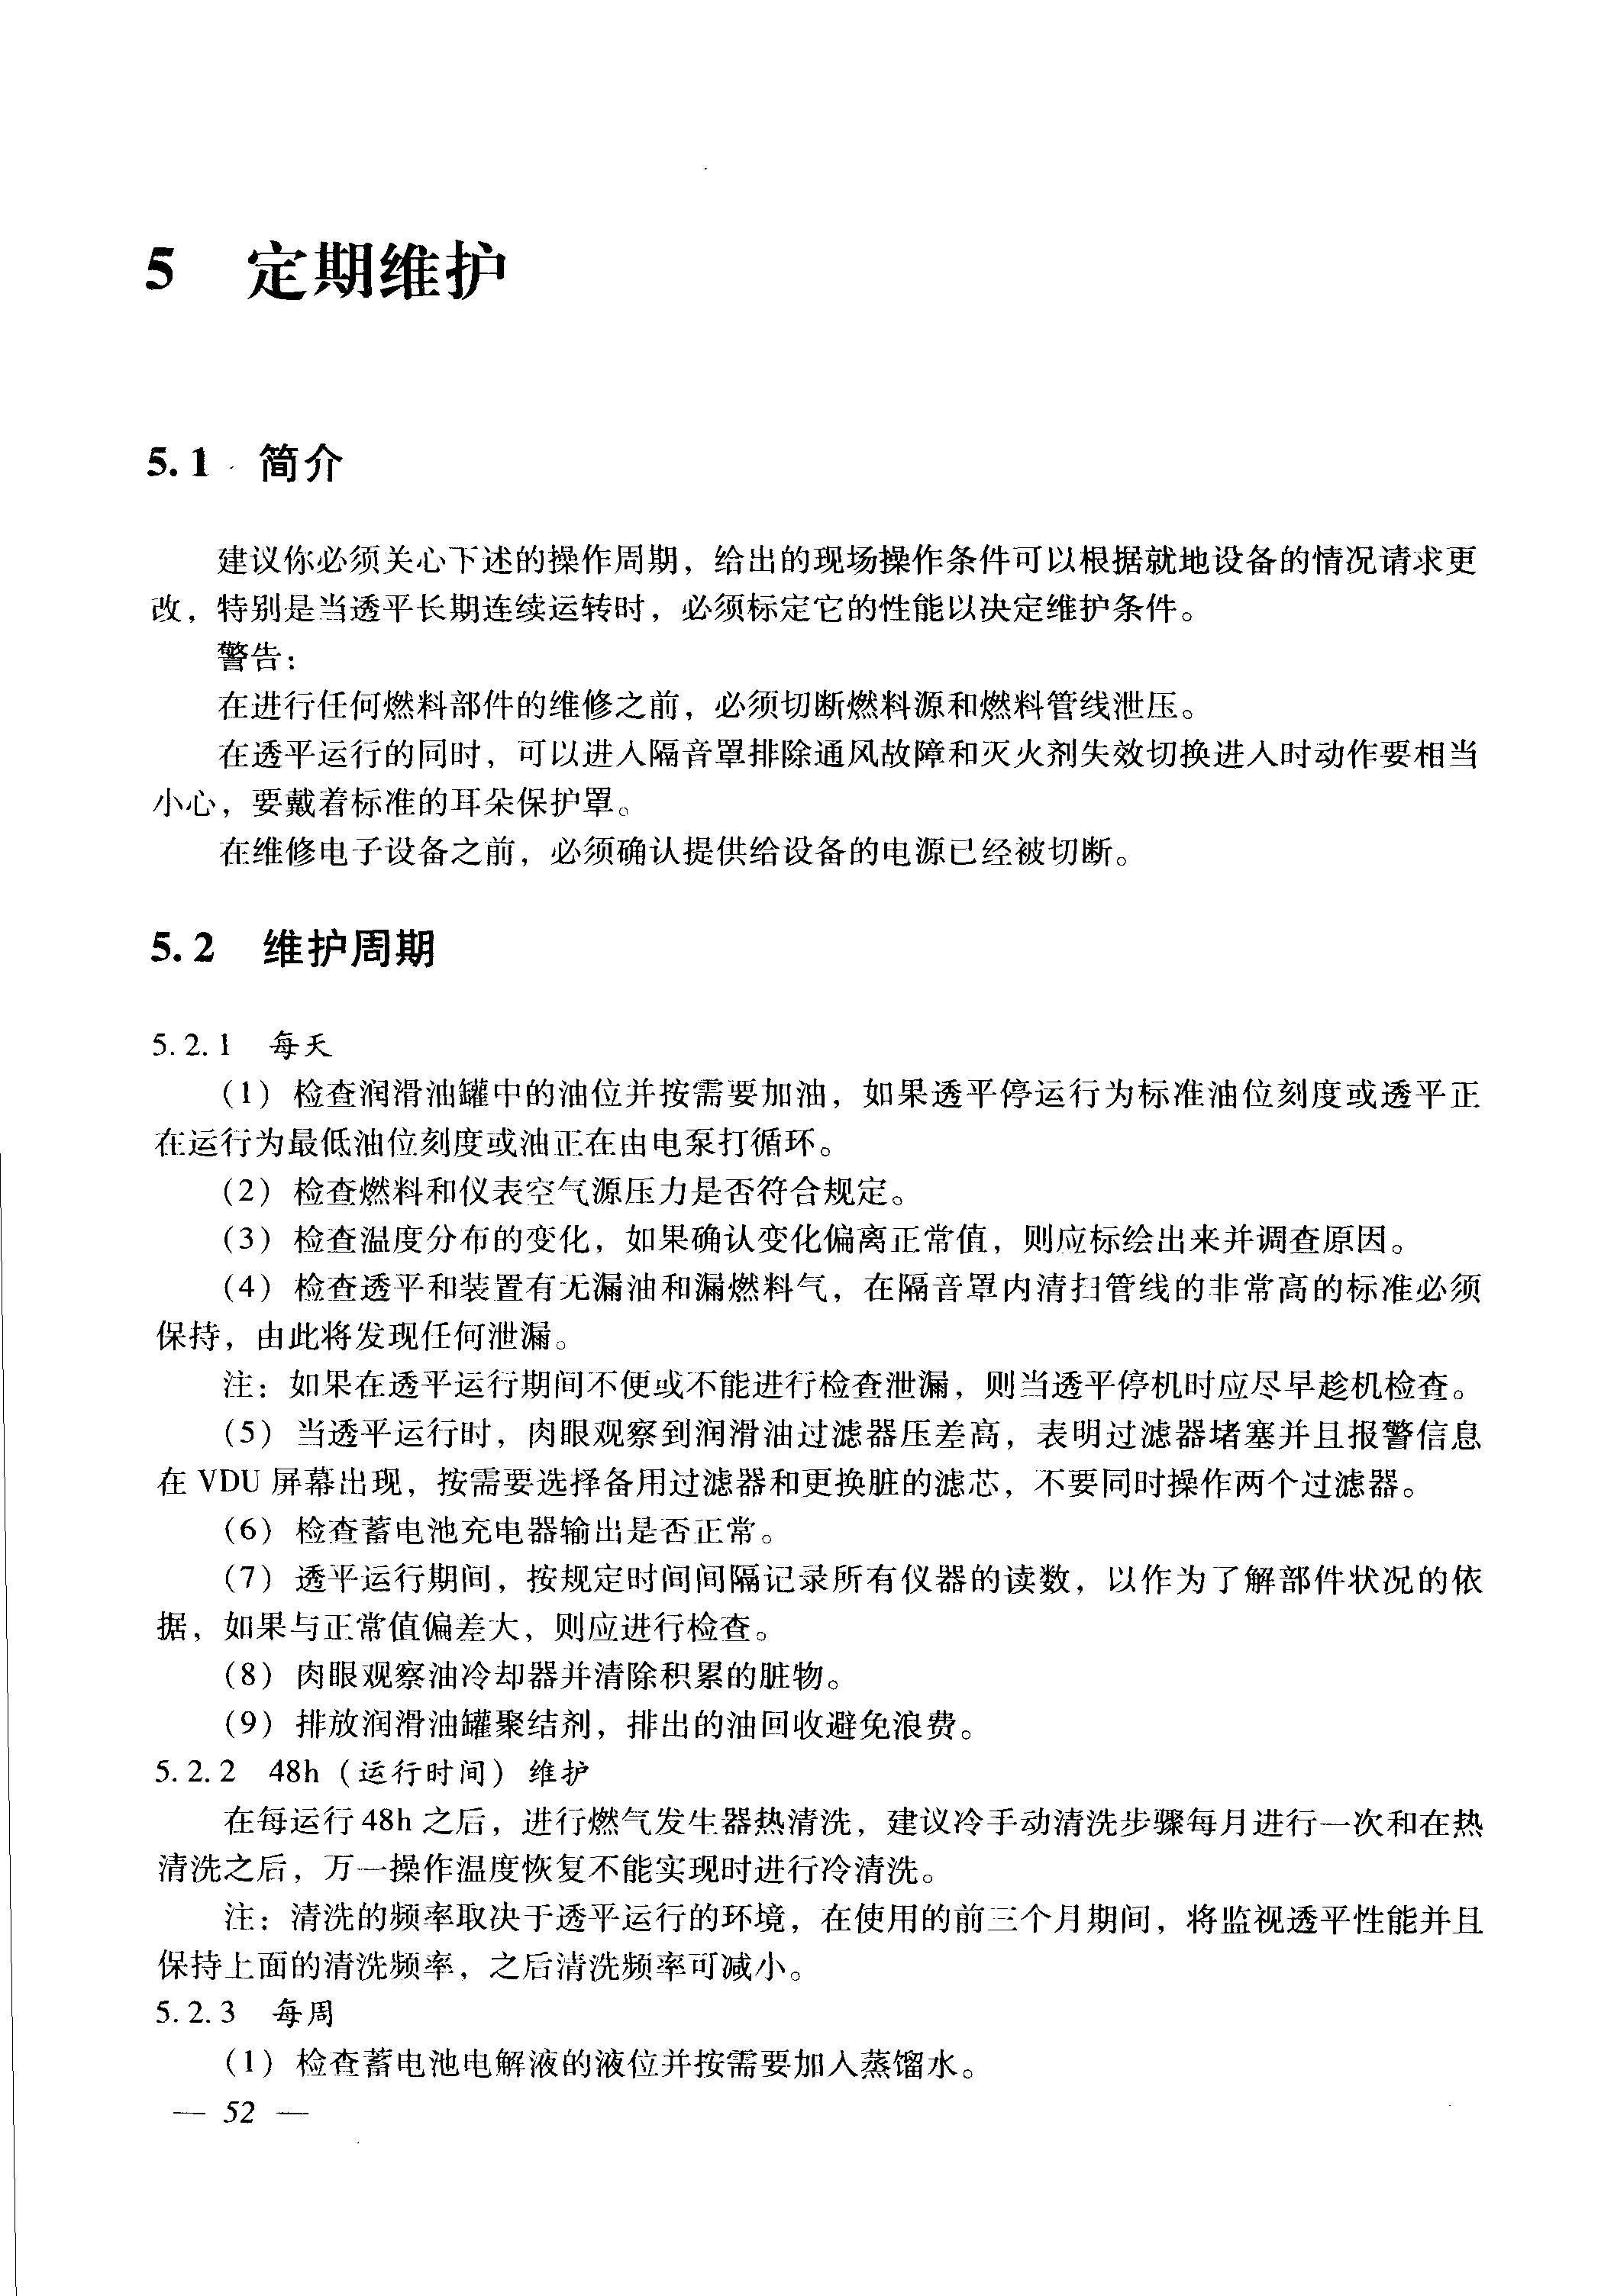 5 定期维护
5.1 简介
建议你必须关心下述的操作周期，给出的现场操作条件可以根据就地设备的情况请求更
改，特别是当透平长期连续运转时，必须标定它的性能以决定维护条件。
警告：
在进行任何燃料部件的维修之前，必须切断燃料源和燃料管线泄压。
在透平运行的同时，可以进入隔音罩排除通风故障和灭火剂失效切换进入时动作要相当
小心，要戴着标准的耳朵保护罩。
在维修电子设备之前，必须确认提供给设备的电源已经被切断。
5.2 维护周期
5.2.1 每天
（1）检查润滑油罐中的油位并按需要加油，如果透平停运行为标准油位刻度或透平正
在运行为最低油位刻度或油正在由电泵打循环。
（2）检查燃料和仪表空气源压力是否符合规定。
（3）检查温度分布的变化，如果确认变化偏离正常值，则应标绘出来并调查原因。
（4）检查透平和装置有无漏油和漏燃料气，在隔音罩内清扫管线的非常高的标准必须
保持，由此将发现任何泄漏。
注：如果在透平运行期间不便或不能进行检查泄漏，则当透平停机时应尽早趁机检查。
（5）当透平运行时，肉眼观察到润滑油过滤器压差高，表明过滤器堵塞并且报警信息
在 VDU 屏幕出现，按需要选择备用过滤器和更换脏的滤芯，不要同时操作两个过滤器。
（6）检查蓄电池充电器输出是否正常。
（7）透平运行期间，按规定时间间隔记录所有仪器的读数，以作为了解部件状况的依
据，如果与正常值偏差大，则应进行检查。
（8）肉眼观察油冷却器并清除积累的脏物。
（9）排放润滑油罐聚结剂，排出的油回收避免浪费。
5.2.2 48h（运行时间）维护
在每运行 48h 之后，进行燃气发生器热清洗，建议冷手动清洗步骤每月进行一次和在热
清洗之后，万一操作温度恢复不能实现时进行冷清洗。
注：清洗的频率取决于透平运行的环境，在使用的前三个月期间，将监视透平性能并且
保持上面的清洗频率，之后清洗频率可减小。
5.2.3 每周
（1）检查蓄电池电解液的液位并按需要加入蒸馏水。
— 52 —